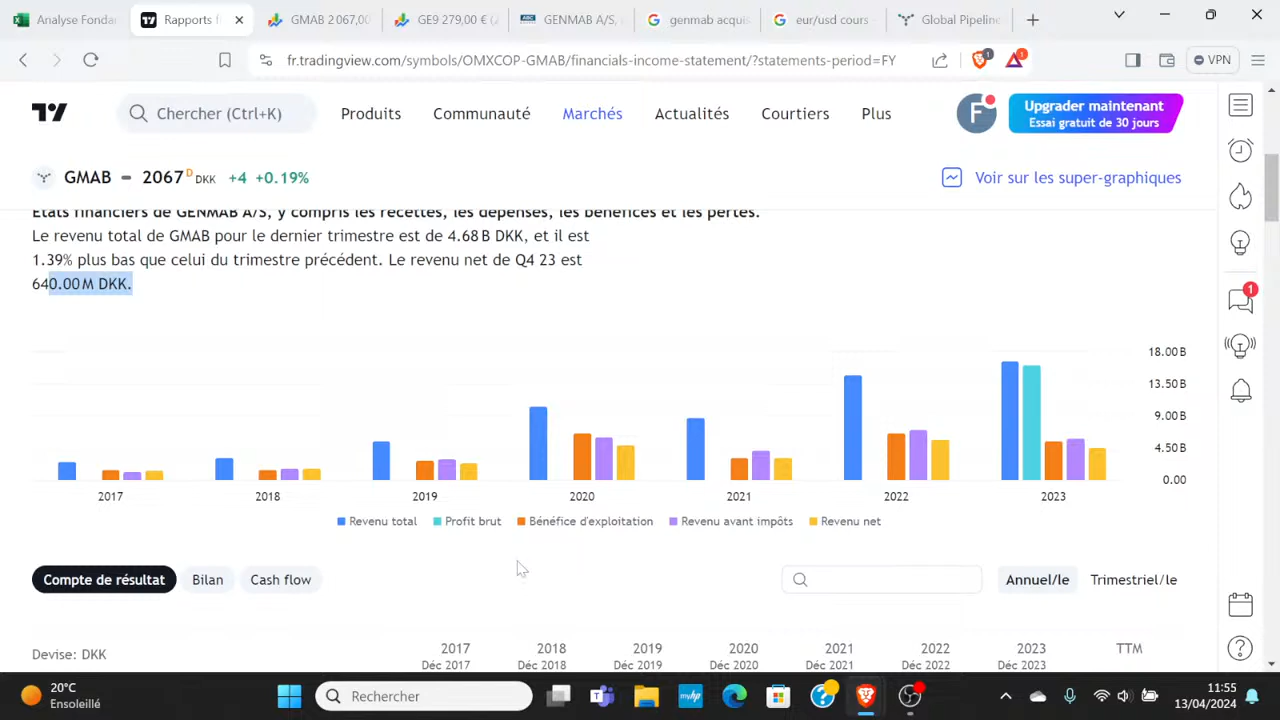 Analyse Fondar
Rapports f
GMAB 2 067,00
GE9 279,00 € (
GENMAB A/S,
genmab acquis
eur/usd cours
Global Pipeline
fr.tradingview.com/symbols/OMXCOP-GMAB/financials-income-statement/?statements-period=FY
1
1
VPN
Chercher (Ctrl+K)
Produits
Communauté
Marchés
Actualités
Courtiers
Plus
F
Upgrader maintenant
Essai gratuit de 30 jours
GMAB
2067 D DKK +4 +0.19%
Voir sur les super-graphiques
Etats financiers de GENMAB A/S, y compris les recettes, les dépenses, les bénéfices et les pertes.
Le revenu total de GMAB pour le dernier trimestre est de 4.68 B DKK, et il est
1.39% plus bas que celui du trimestre précédent. Le revenu net de Q4 23 est
640.00 M DKK.
1
18.00 B
13.50 B
9.00 B
4.50 B
0.00
2017 2018 2019 2020 2021 2022 2023
Revenu total Profit brut Bénéfice d'exploitation Revenu avant impôts Revenu net
Compte de résultat Bilan Cash flow
Annuel/le Trimestriel/le
2017 2018 2019 2020 2021 2022 2023 TTM
Devise: DKK
Déc 2017 Déc 2018 Déc 2019 Déc 2020 Déc 2021 Déc 2022 Déc 2023
20°C
Ensoleillé
Rechercher
11:55
13/04/2024